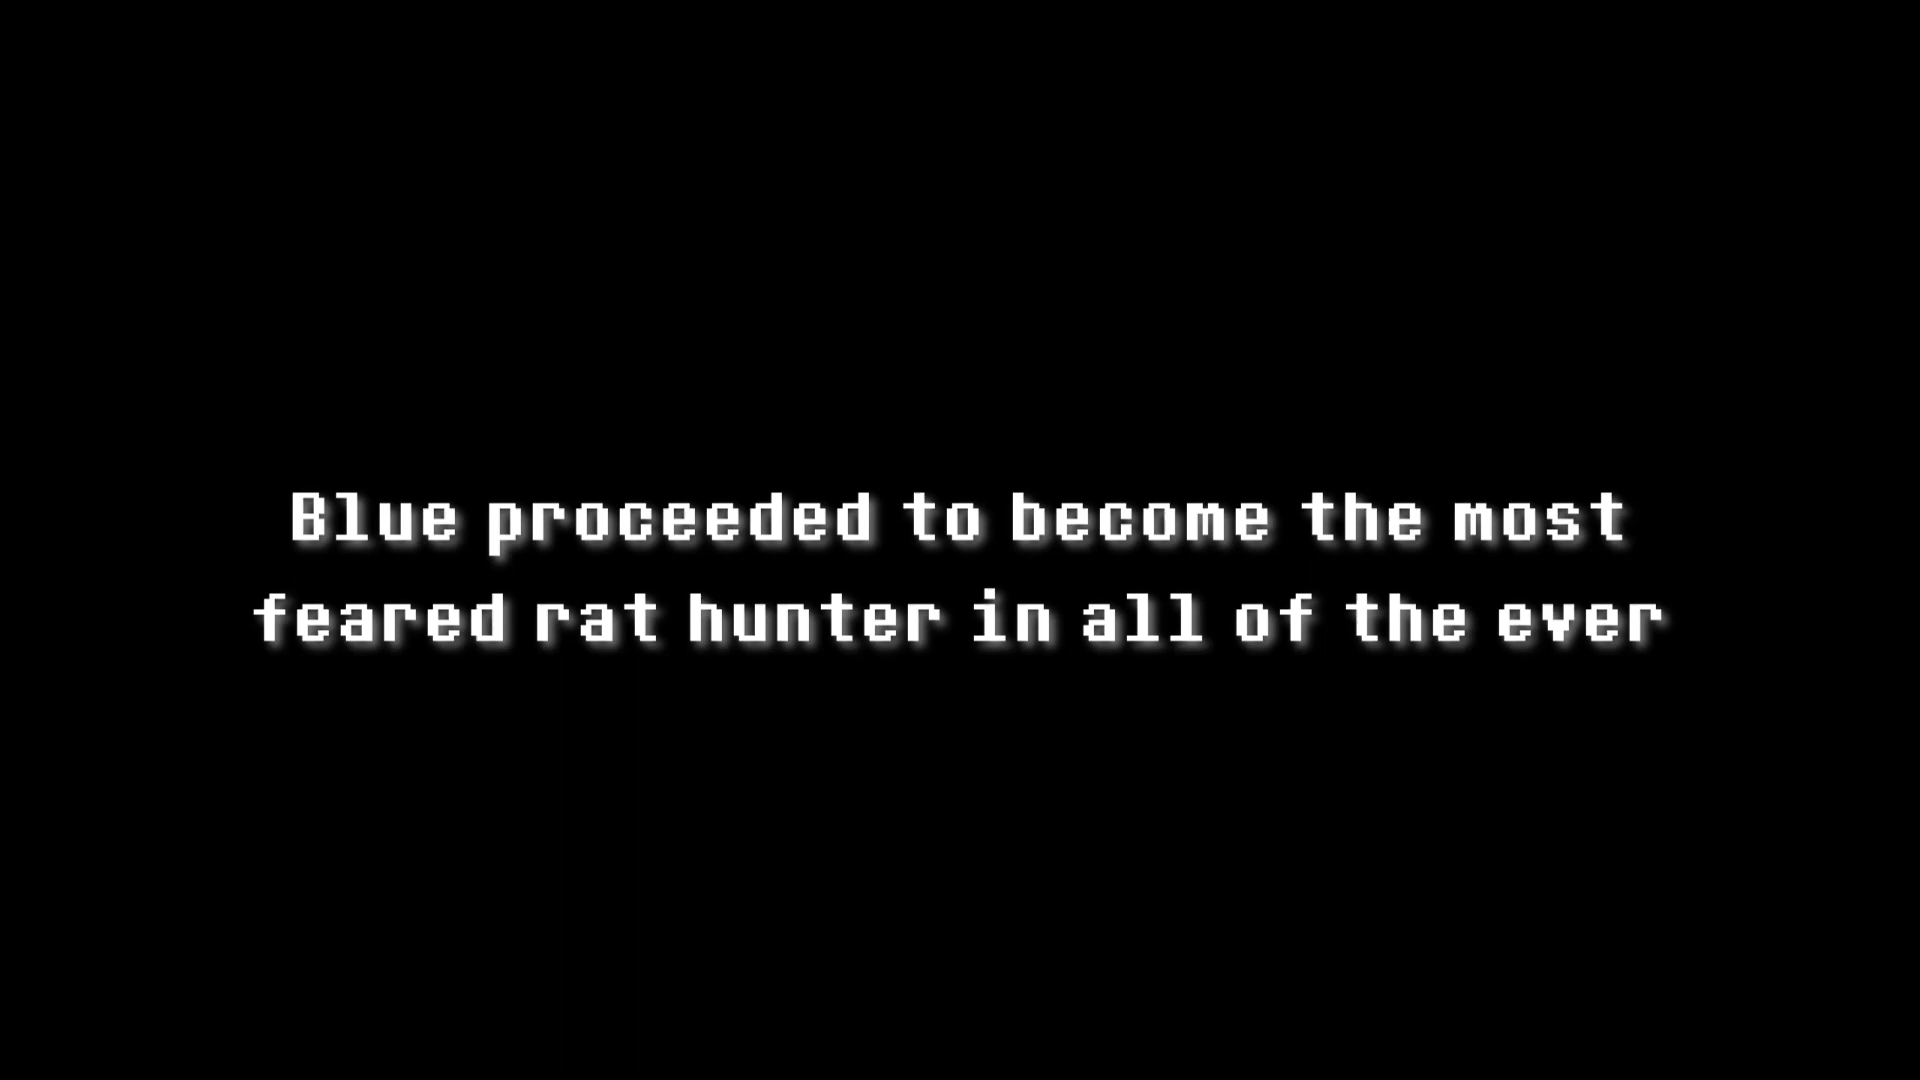 Blue proceeded to become the most
feared rat hunter in all of the ever